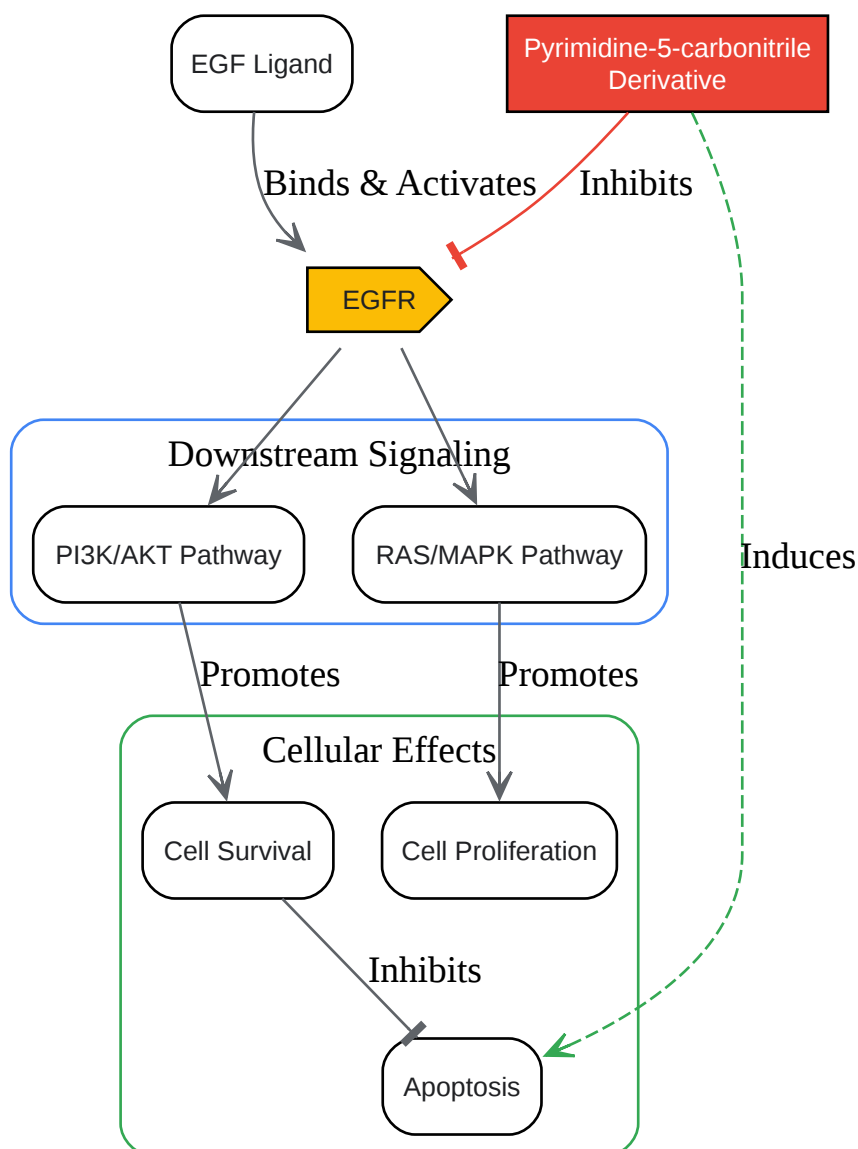 EGF Ligand
Pyrimidine-5-carbonitrile
Derivative
Binds & Activates
Inhibits
EGFR
Downstream Signaling
PI3K/AKT Pathway
RAS/MAPK Pathway
Induces
Promotes
Promotes
Cellular Effects
Cell Survival
Cell Proliferation
Inhibits
Apoptosis